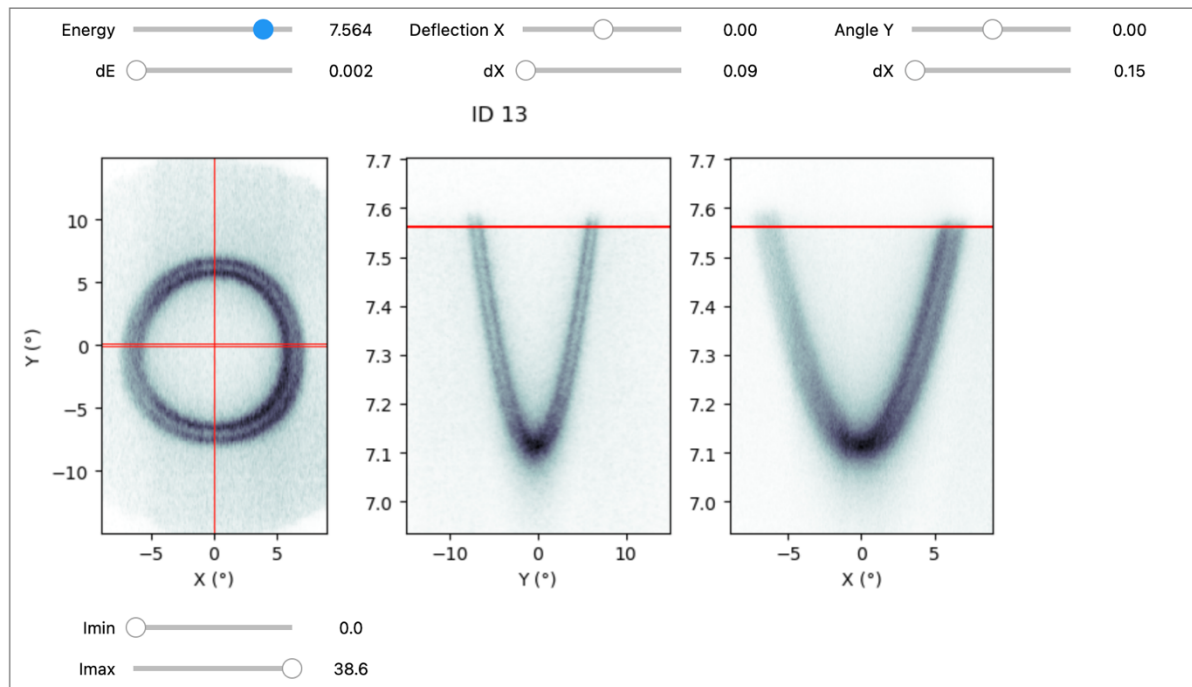 Energy 7.564 Deflection X 0.00 Angle Y 0.00
dE 0.002 dX 0.09 dX 0.15
ID 13
7.7 7.7
7.6 7.6
10
7.5 7.5
5
7.4 7.4
Y (°) 0
7.3 7.3
−5
7.2 7.2
7.1 7.1
−10
7.0 7.0
−5 0 5 −10 0 10 −5 0 5
X (°) Y (°) X (°)
Imin 0.0
Imax 38.6